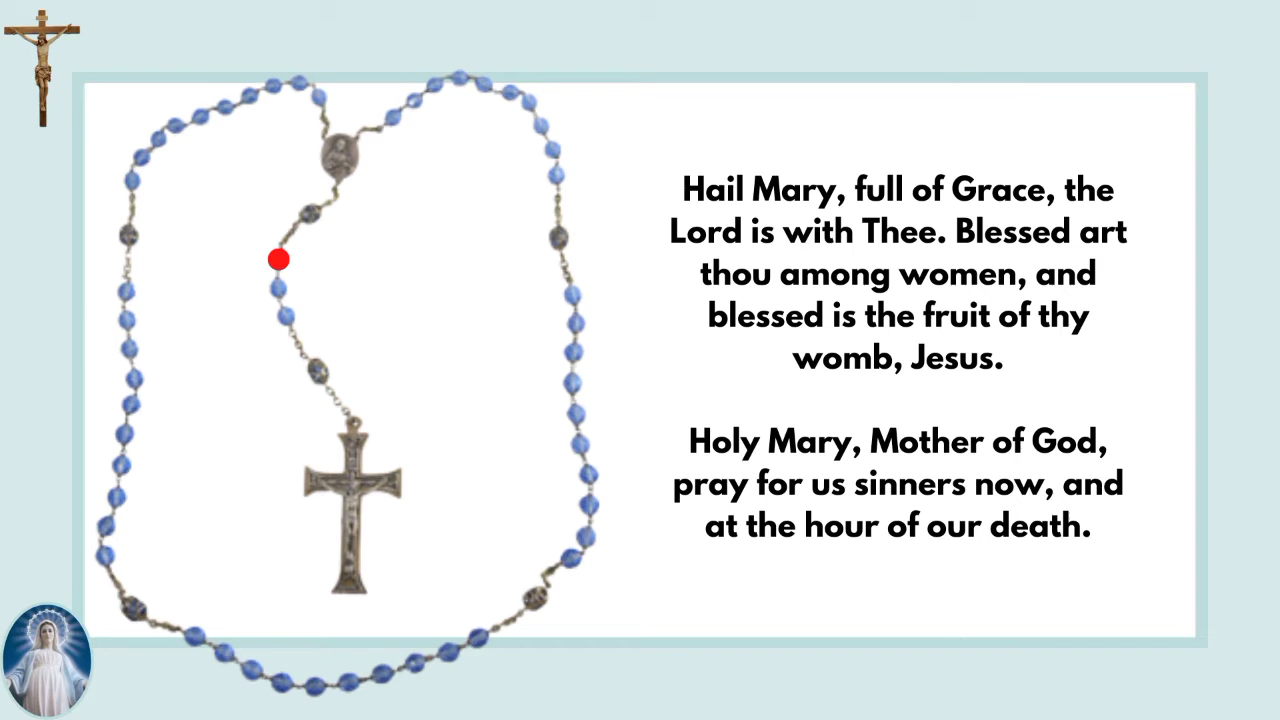 Hail Mary, full of Grace, the
Lord is with Thee. Blessed art
thou among women, and
blessed is the fruit of thy
womb, Jesus.
Holy Mary, Mother of God,
pray for us sinners now, and
at the hour of our death.